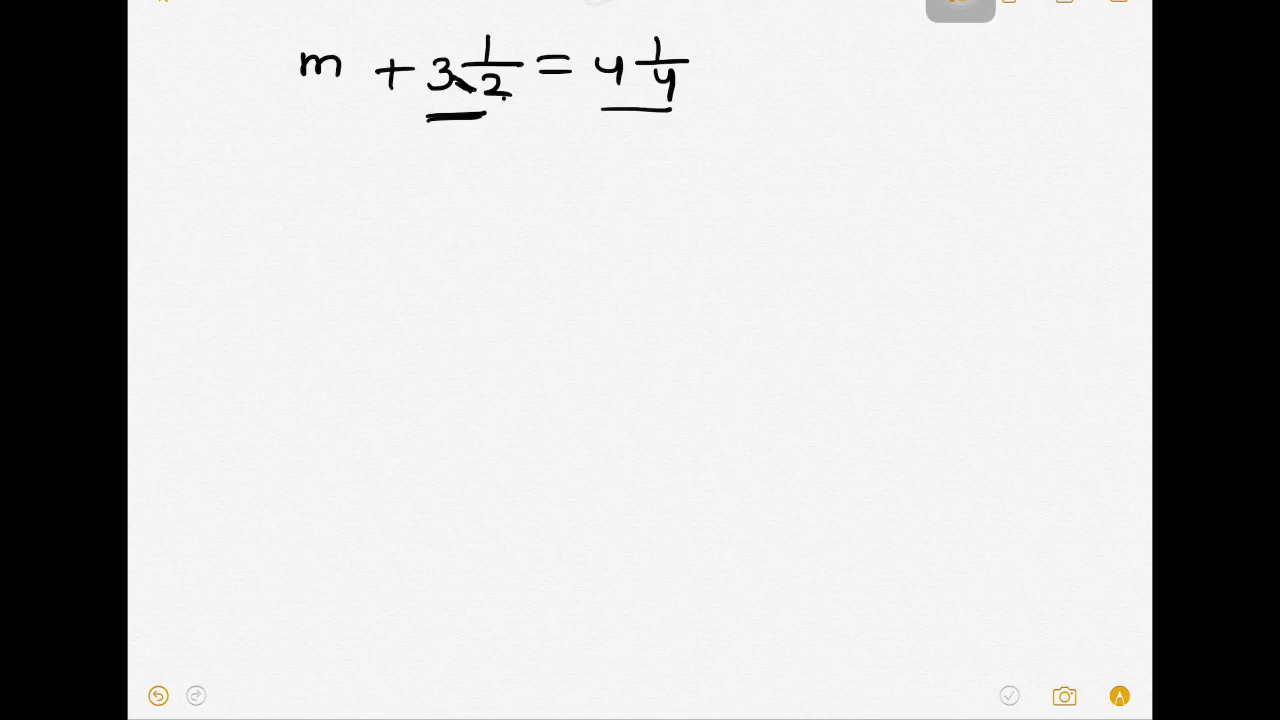 m + 3 1/2 = 4 1/4